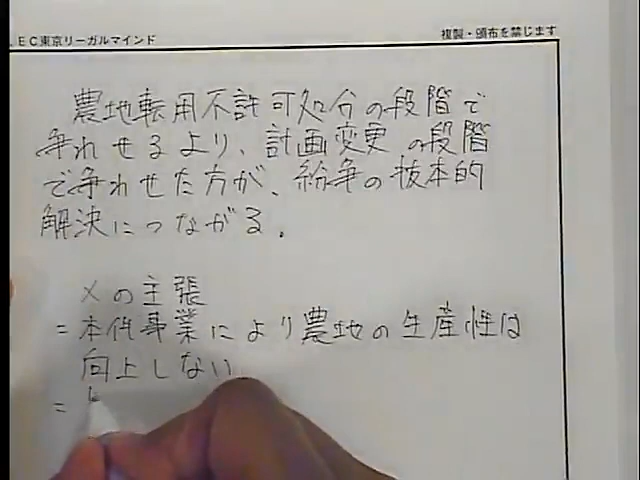 LEC東京リーガルマインド
複製・頒布を禁じます
農地転用不許可処分の段階で
争わせるより、計画変更の段階
で争わせた方が、紛争の抜本的
解決につながる。
Xの主張
=本件事業により農地の生産性は
向上しない
=